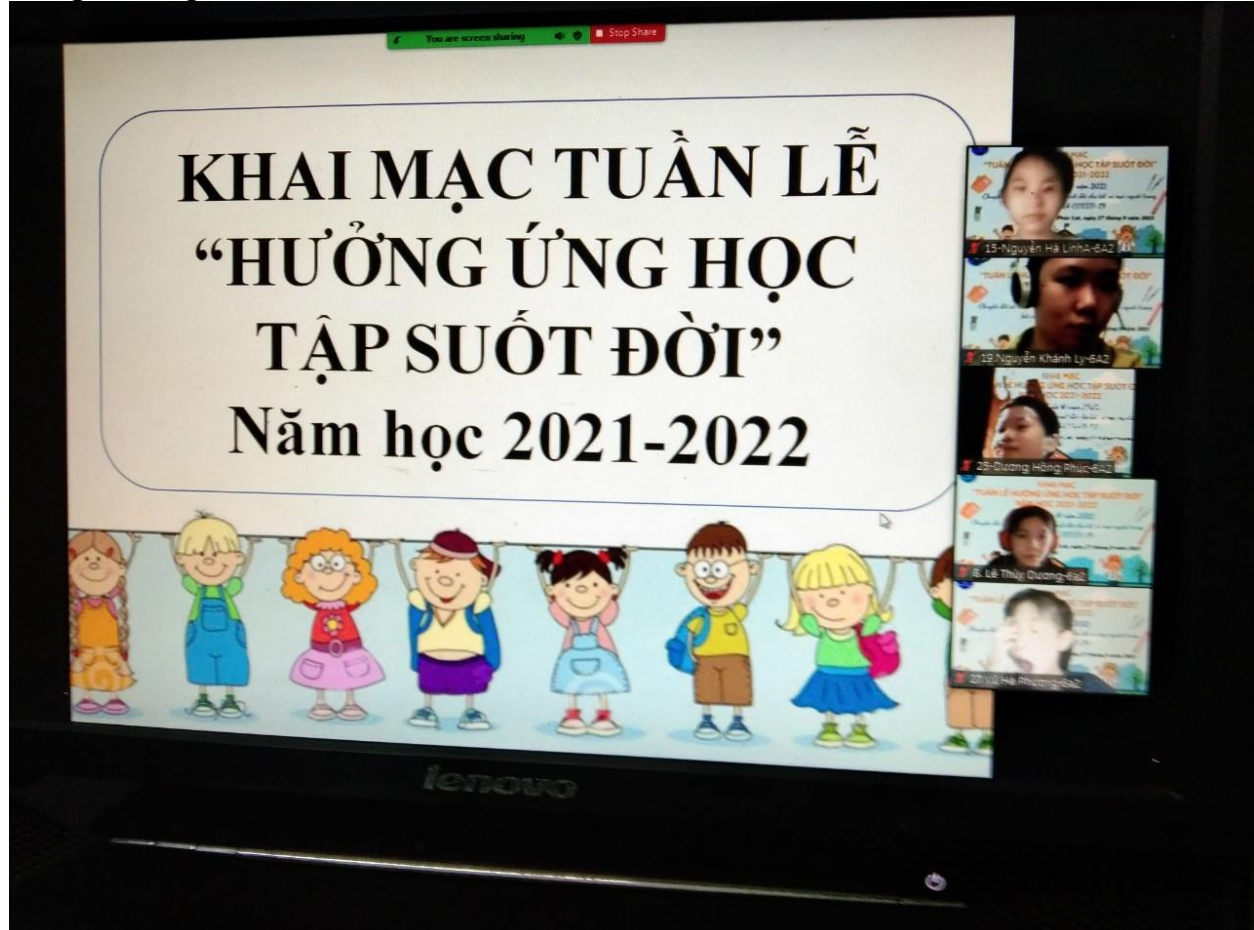 You are screen sharing
Stop Share
KHAI MẠC TUẦN LỄ
“HƯỞNG ỨNG HỌC
TẬP SUỐT ĐỜI”
Năm học 2021-2022
15-Nguyễn Hà LinhA-6A2
19.Nguyễn Khánh Ly-6A2
25-Dương Hồng Phúc-6A2
8. Lê Thùy Dương-6a2
27.Vũ Hà Phương-6a2
lenovo